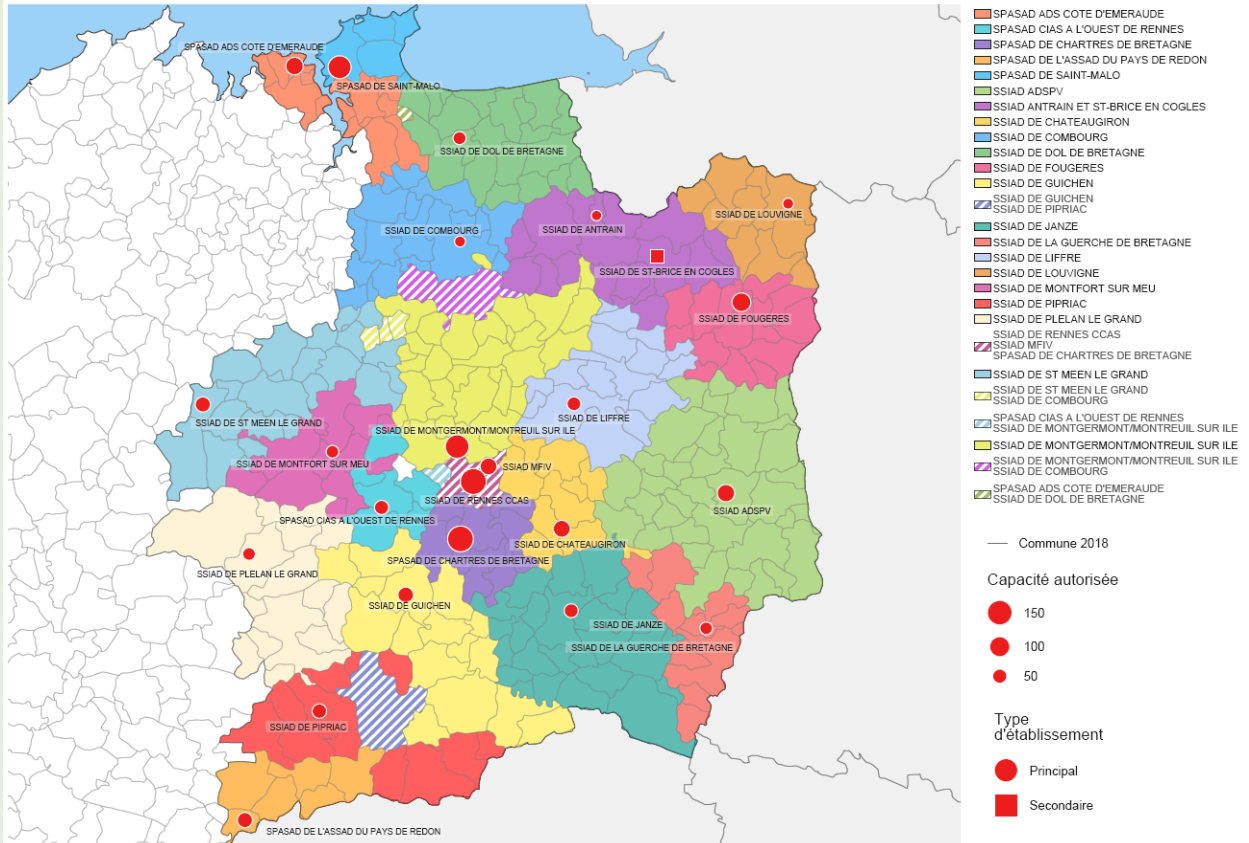 SPASAD ADS COTE D'EMERAUDE
SPASAD DE SAINT-MALO
SSIAD DE DOL DE BRETAGNE
SSIAD DE LOUVIGNE
SSIAD DE COMBOURG
SSIAD DE ANTRAIN
SSIAD DE ST-BRICE EN COGLES
SSIAD DE FOUGERES
SSIAD DE ST MEEN LE GRAND
SSIAD DE LIFFRE
SSIAD DE MONTGERMONT/MONTREUIL SUR ILE
SSIAD DE MONTFORT SUR MEU
SSIAD MFIV
SSIAD DE RENNES CCAS
SSIAD ADSPV
SPASAD CIAS A L'OUEST DE RENNES
SSIAD DE CHATEAUGIRON
SPASAD DE CHARTRES DE BRETAGNE
SSIAD DE PLELAN LE GRAND
SSIAD DE GUICHEN
SSIAD DE JANZE
SSIAD DE LA GUERCHE DE BRETAGNE
SSIAD DE PIPRIAC
SPASAD DE L'ASSAD DU PAYS DE REDON
SPASAD ADS COTE D'EMERAUDE
SPASAD CIAS A L'OUEST DE RENNES
SPASAD DE CHARTRES DE BRETAGNE
SPASAD DE L'ASSAD DU PAYS DE REDON
SPASAD DE SAINT-MALO
SSIAD ADSPV
SSIAD ANTRAIN ET ST-BRICE EN COGLES
SSIAD DE CHATEAUGIRON
SSIAD DE COMBOURG
SSIAD DE DOL DE BRETAGNE
SSIAD DE FOUGERES
SSIAD DE GUICHEN
SSIAD DE GUICHEN
SSIAD DE PIPRIAC
SSIAD DE JANZE
SSIAD DE LA GUERCHE DE BRETAGNE
SSIAD DE LIFFRE
SSIAD DE LOUVIGNE
SSIAD DE MONTFORT SUR MEU
SSIAD DE PIPRIAC
SSIAD DE PLELAN LE GRAND
SSIAD DE RENNES CCAS
SSIAD MFIV
SPASAD DE CHARTRES DE BRETAGNE
SSIAD DE ST MEEN LE GRAND
SSIAD DE ST MEEN LE GRAND
SSIAD DE COMBOURG
SPASAD CIAS A L'OUEST DE RENNES
SSIAD DE MONTGERMONT/MONTREUIL SUR ILE
SSIAD DE MONTGERMONT/MONTREUIL SUR ILE
SSIAD DE MONTGERMONT/MONTREUIL SUR ILE
SSIAD DE COMBOURG
SPASAD ADS COTE D'EMERAUDE
SSIAD DE DOL DE BRETAGNE
Commune 2018
Capacité autorisée
150
100
50
Type
d'établissement
Principal
Secondaire